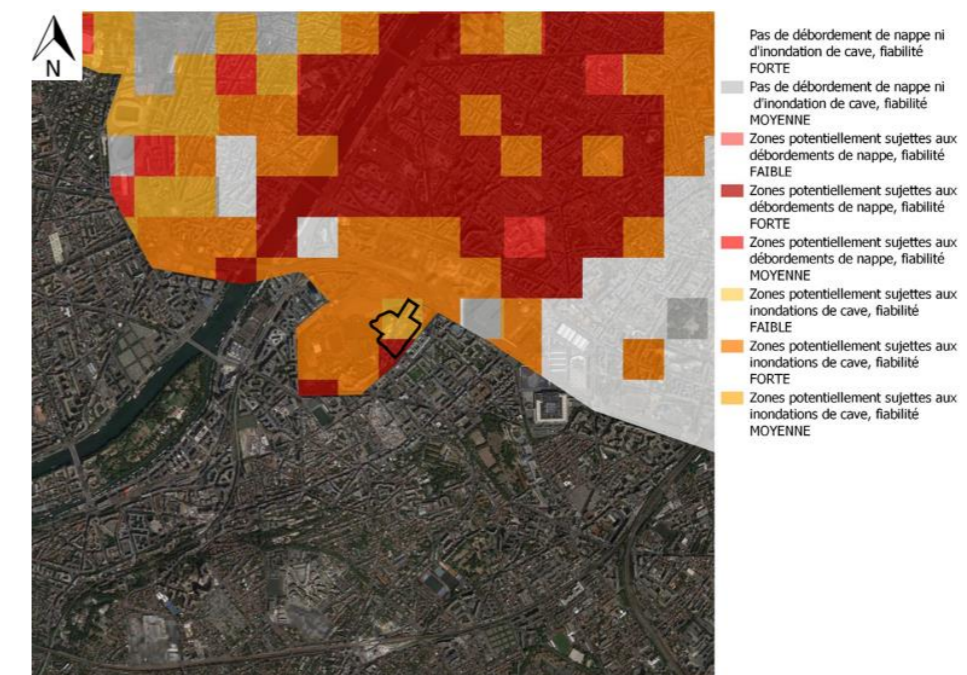 N
Pas de débordement de nappe ni
d'inondation de cave, fiabilité
FORTE
Pas de débordement de nappe ni
d'inondation de cave, fiabilité
MOYENNE
Zones potentiellement sujettes aux
débordements de nappe, fiabilité
FAIBLE
Zones potentiellement sujettes aux
débordements de nappe, fiabilité
FORTE
Zones potentiellement sujettes aux
débordements de nappe, fiabilité
MOYENNE
Zones potentiellement sujettes aux
inondations de cave, fiabilité
FAIBLE
Zones potentiellement sujettes aux
inondations de cave, fiabilité
FORTE
Zones potentiellement sujettes aux
inondations de cave, fiabilité
MOYENNE